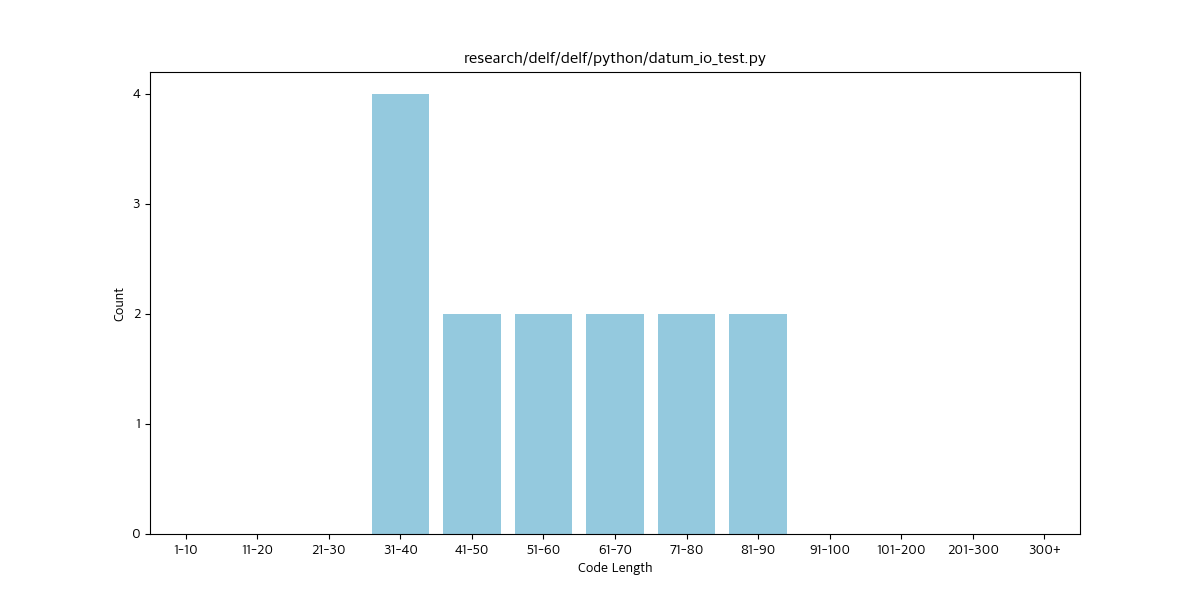 research/delf/delf/python/datum_io_test.py
4
3
2
1
0
Count
1-10 11-20 21-30 31-40 41-50 51-60 61-70 71-80 81-90 91-100 101-200 201-300 300+
Code Length